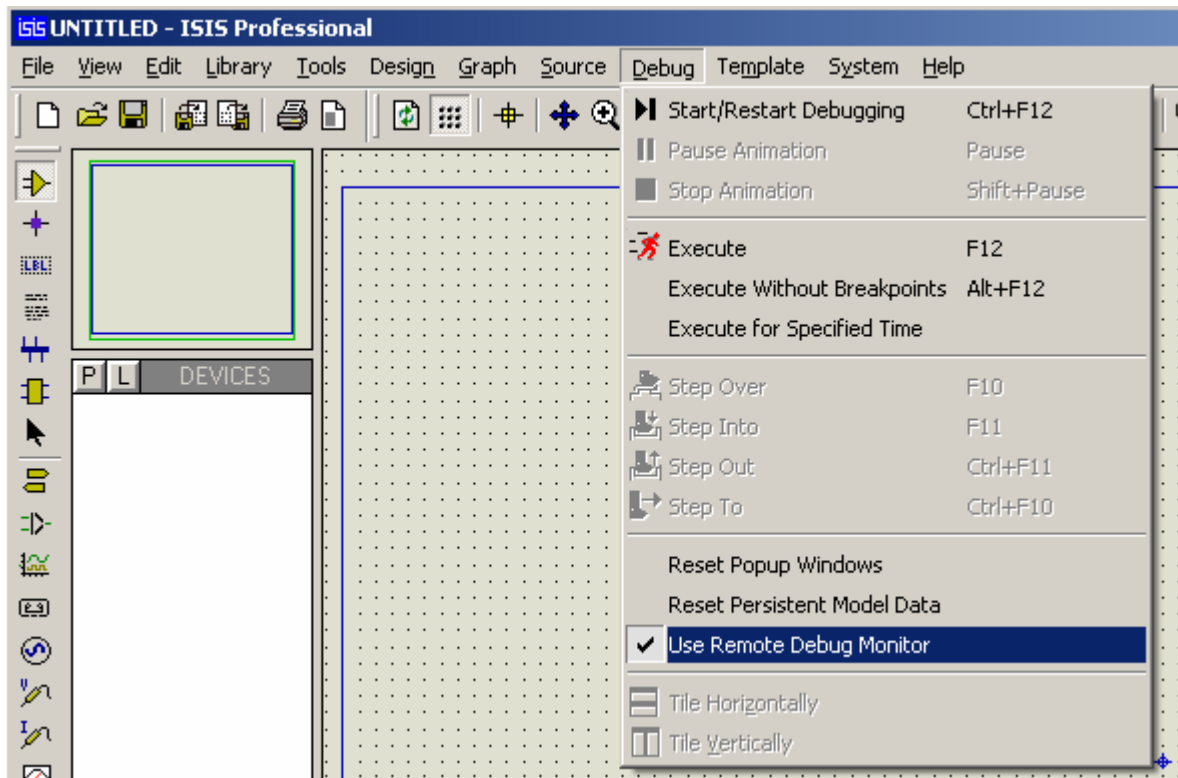 isis UNTITLED - ISIS Professional
File View Edit Library Tools Design Graph Source Debug Template System Help
Start/Restart Debugging Ctrl+F12
Pause Animation Pause
Stop Animation Shift+Pause
Execute F12
Execute Without Breakpoints Alt+F12
Execute for Specified Time
LBL
P L DEVICES
Step Over F10
Step Into F11
Step Out Ctrl+F11
Step To Ctrl+F10
Reset Popup Windows
Reset Persistent Model Data
Use Remote Debug Monitor
V
I
Tile Horizontally
Tile Vertically